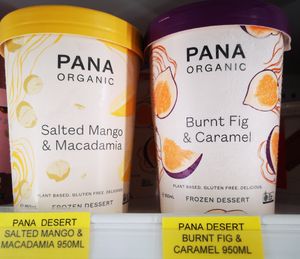 PANA
ORGANIC
Salted Mango
& Macadamia
PLANT BASED. GLUTEN FREE. DELICIOUS.
FROZEN DESSERT
PANA
ORGANIC
Burnt Fig
& Caramel
PLANT BASED. GLUTEN FREE. DELICIOUS.
FROZEN DESSERT
PANA DESERT
SALTED MANGO &
MACADAMIA 950ML
PANA DESERT
BURNT FIG &
CARAMEL 950ML